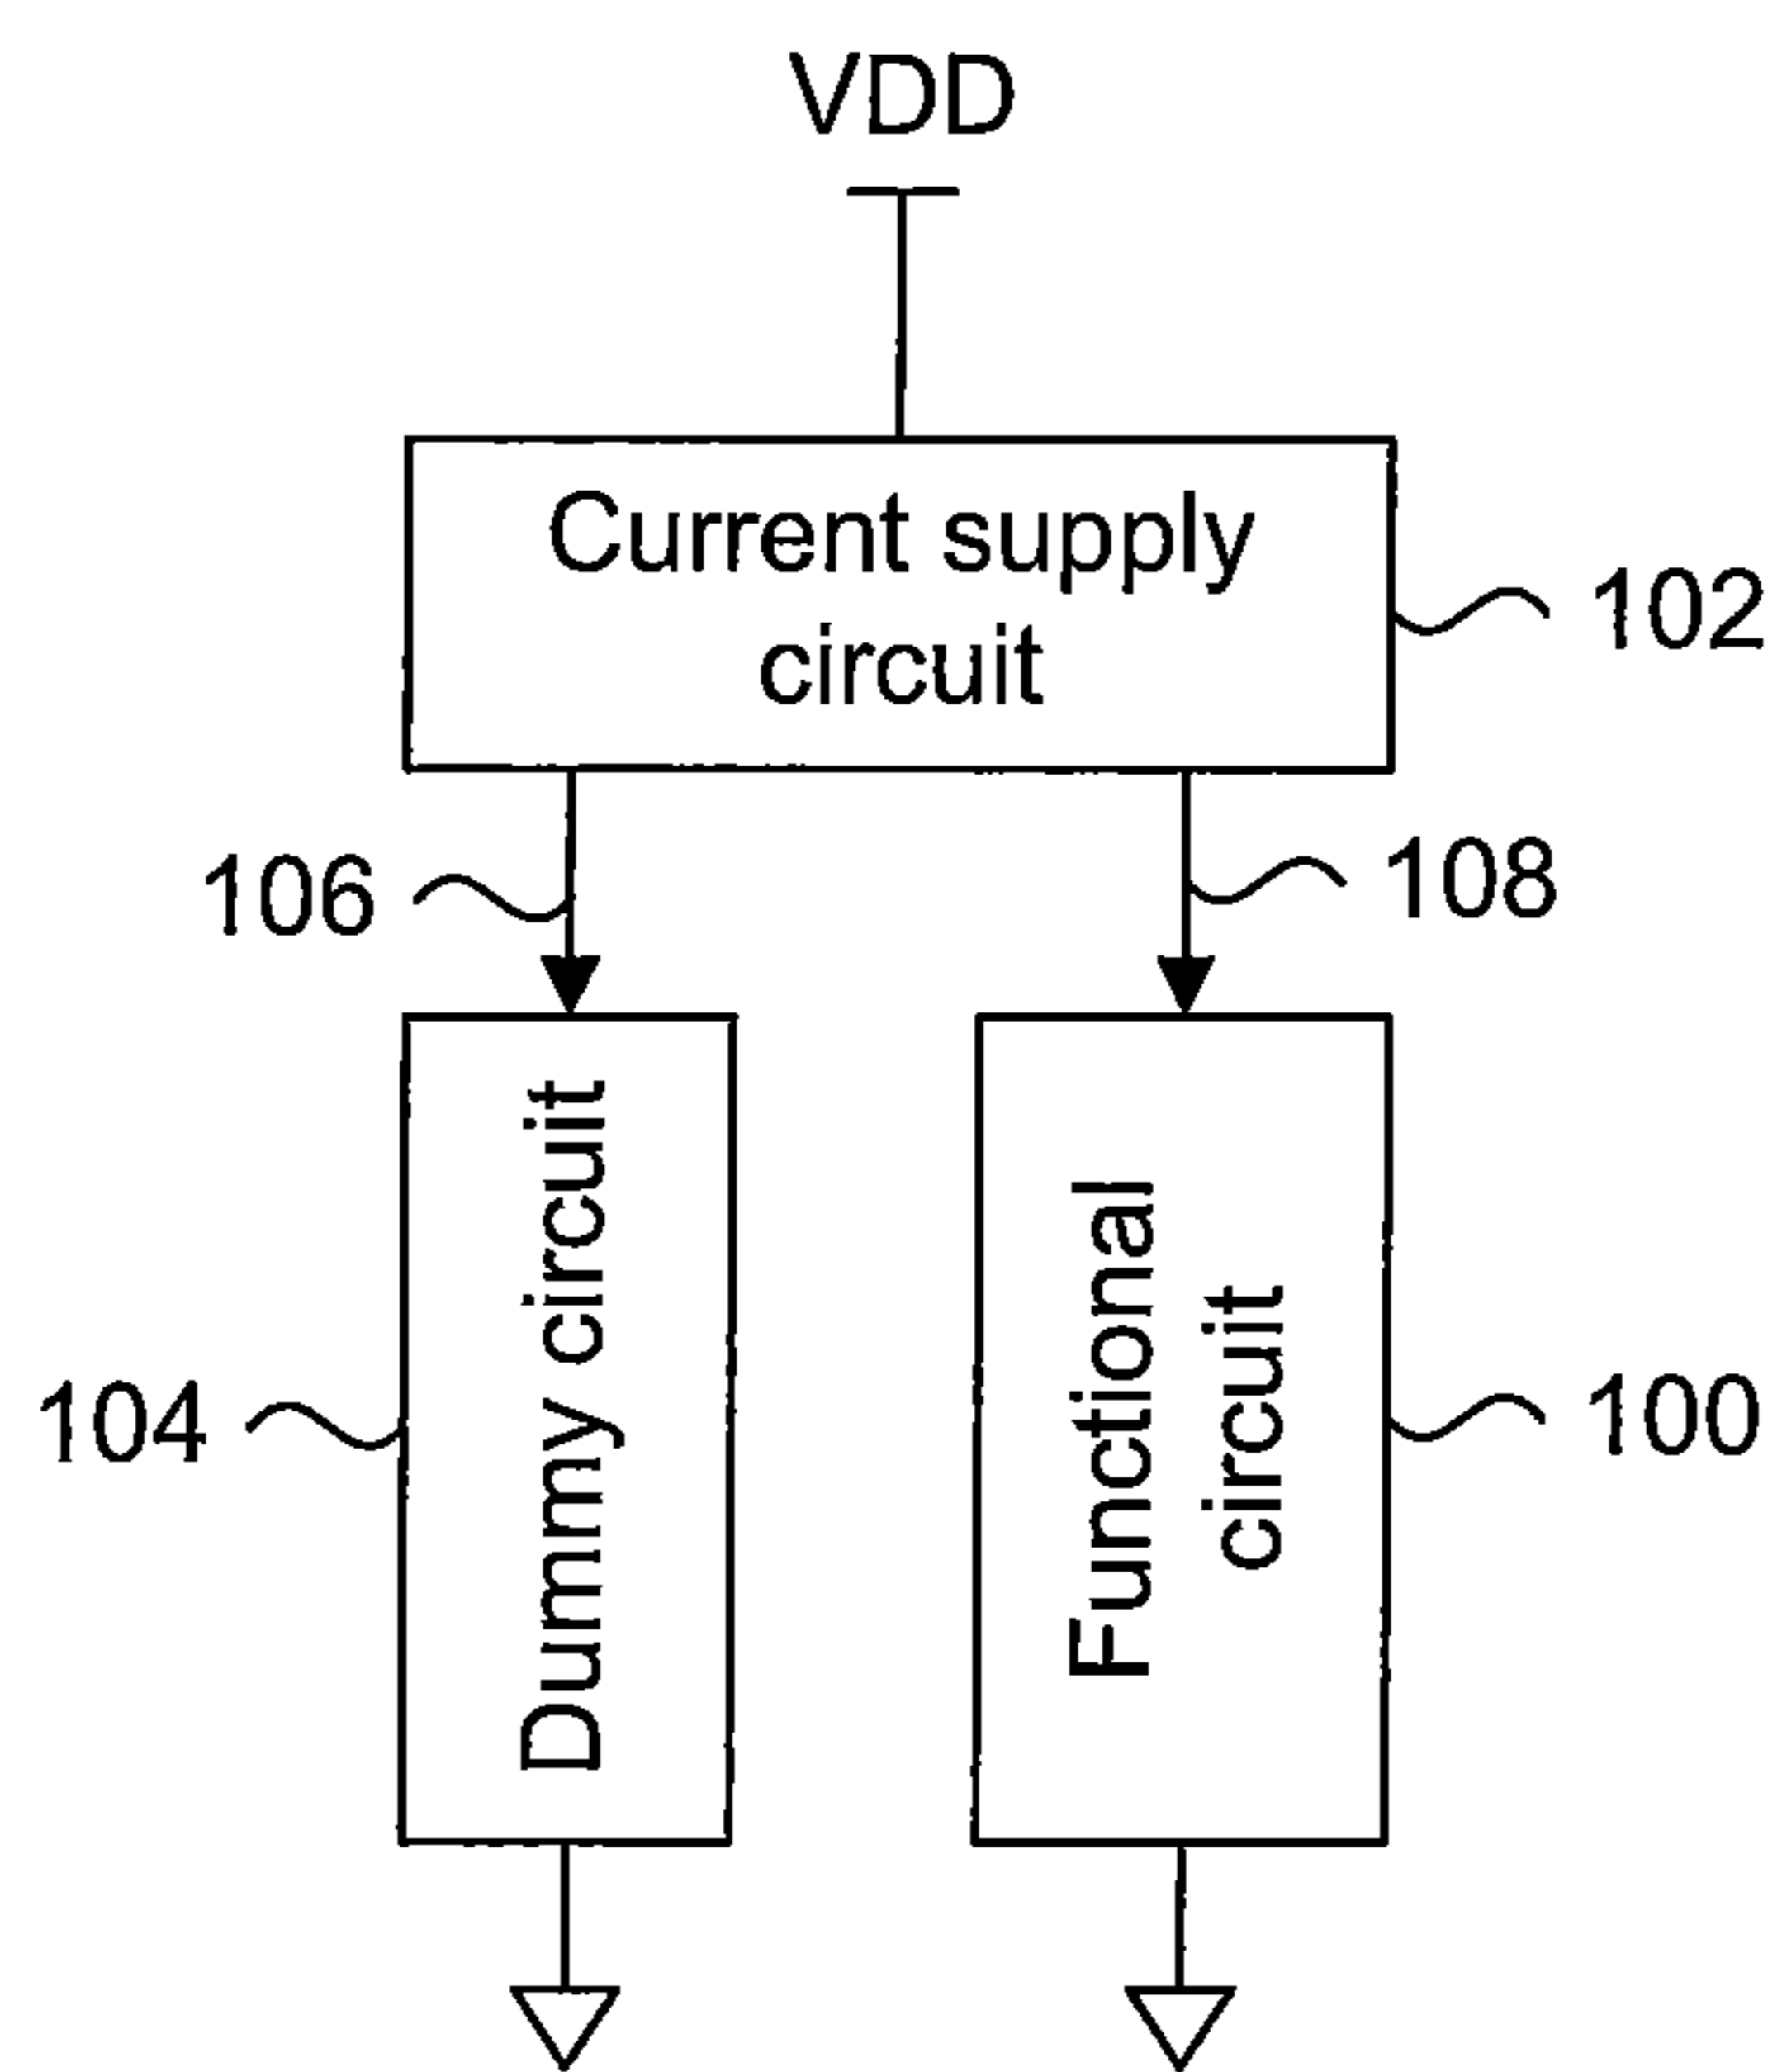 VDD
Current supply
circuit
102
106
108
Dummy circuit
Functional
circuit
104
100